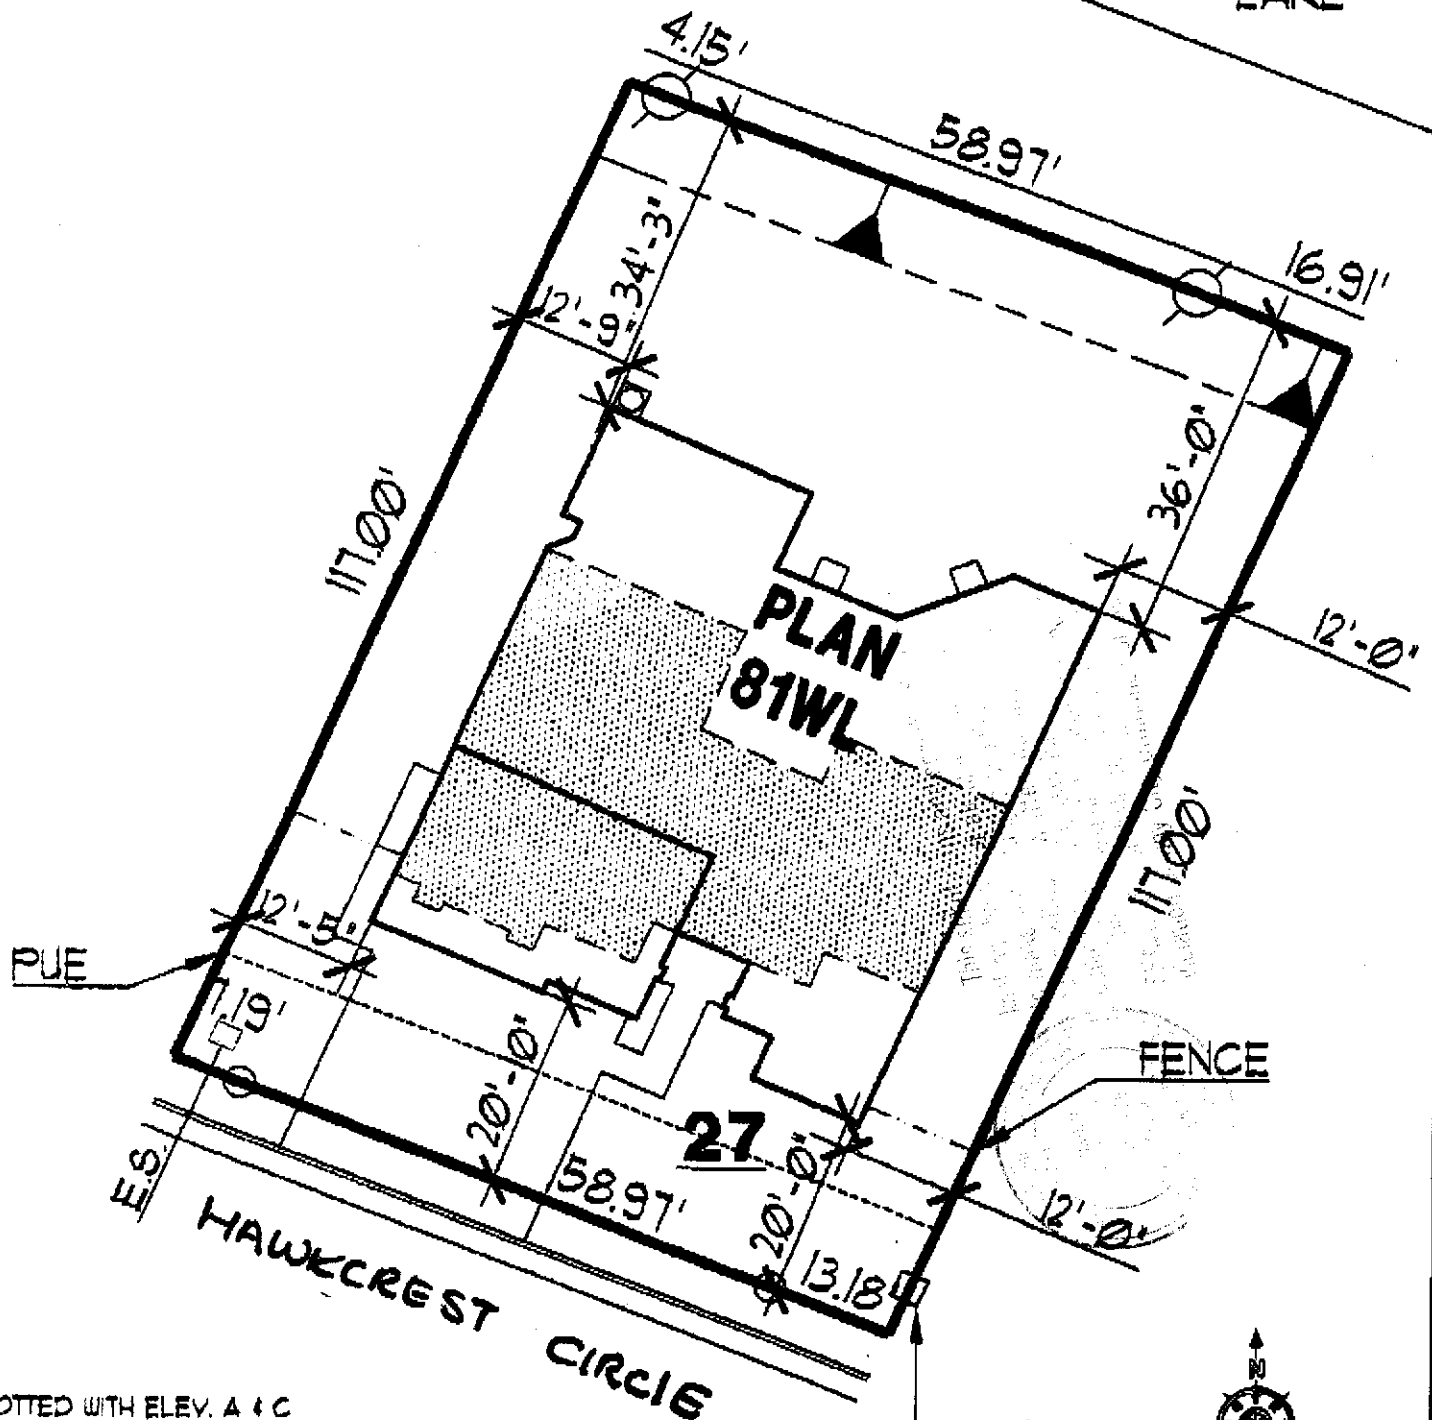 LAKE
4.15'
58.97'
16.91'
34'-3"
12'-9"
36'-0"
117.00'
PLAN
81WL
12'-0"
117.00'
12'-5"
PUE
7.19'
20'-0"
FENCE
27
58.97'
20'-0"
12'-0"
13.18
E.S.
HAWKCREST CIRCLE
N
OTTED WITH ELEV. A & C